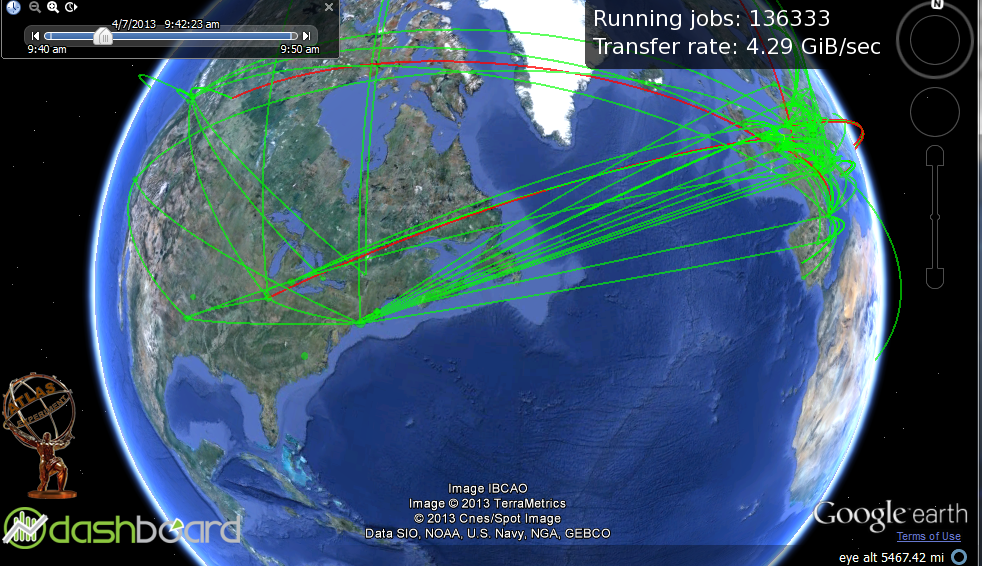 4/7/2013 9:42:23 am
9:40 am
9:50 am
Running jobs: 136333
Transfer rate: 4.29 GiB/sec
N
ATLAS
EXPERIMENT
dashboard
Image IBCAO
Image © 2013 TerraMetrics
© 2013 Cnes/Spot Image
Data SIO, NOAA, U.S. Navy, NGA, GEBCO
Google earth
Terms of Use
eye alt 5467.42 mi